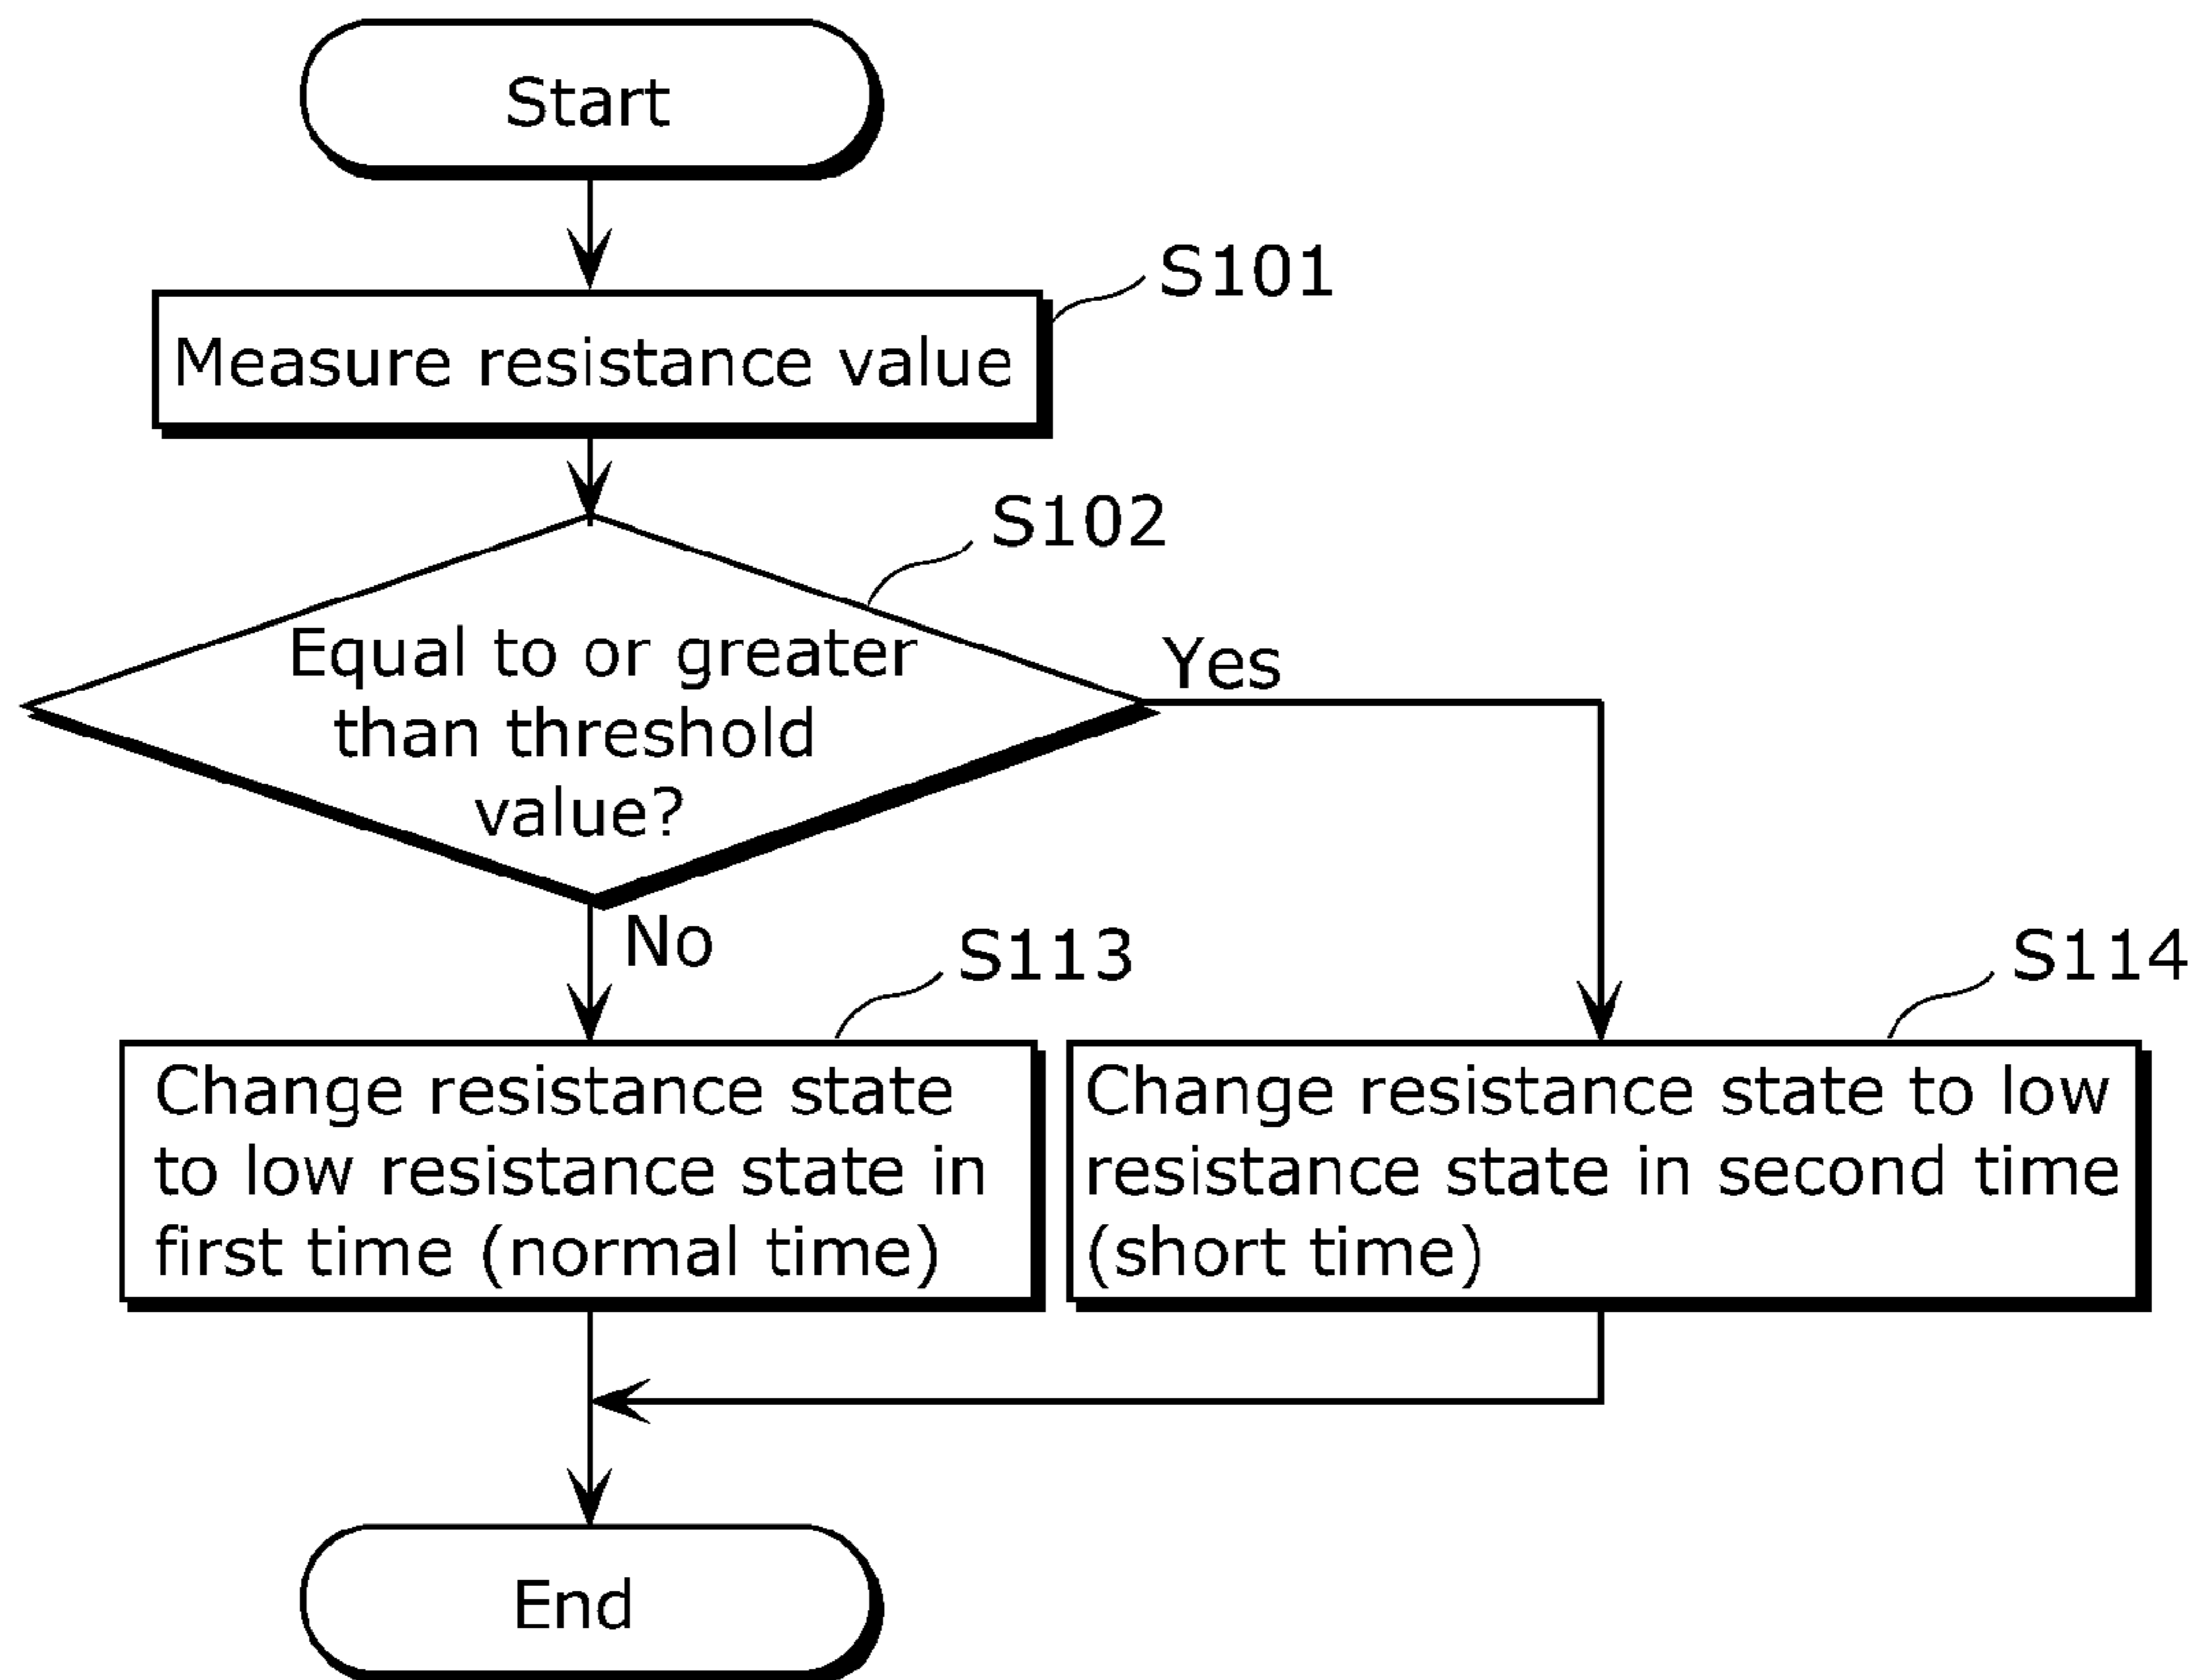 Start
S101
Measure resistance value
S102
Equal to or greater
than threshold
value?
Yes
No
S113
Change resistance state
to low resistance state in
first time (normal time)
S114
Change resistance state to low
resistance state in second time
(short time)
End